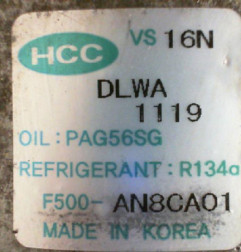 HCC VS 16N
DLWA
1119
OIL : PAG56SG
REFRIGERANT : R134a
F500- AN8CA01
MADE IN KOREA